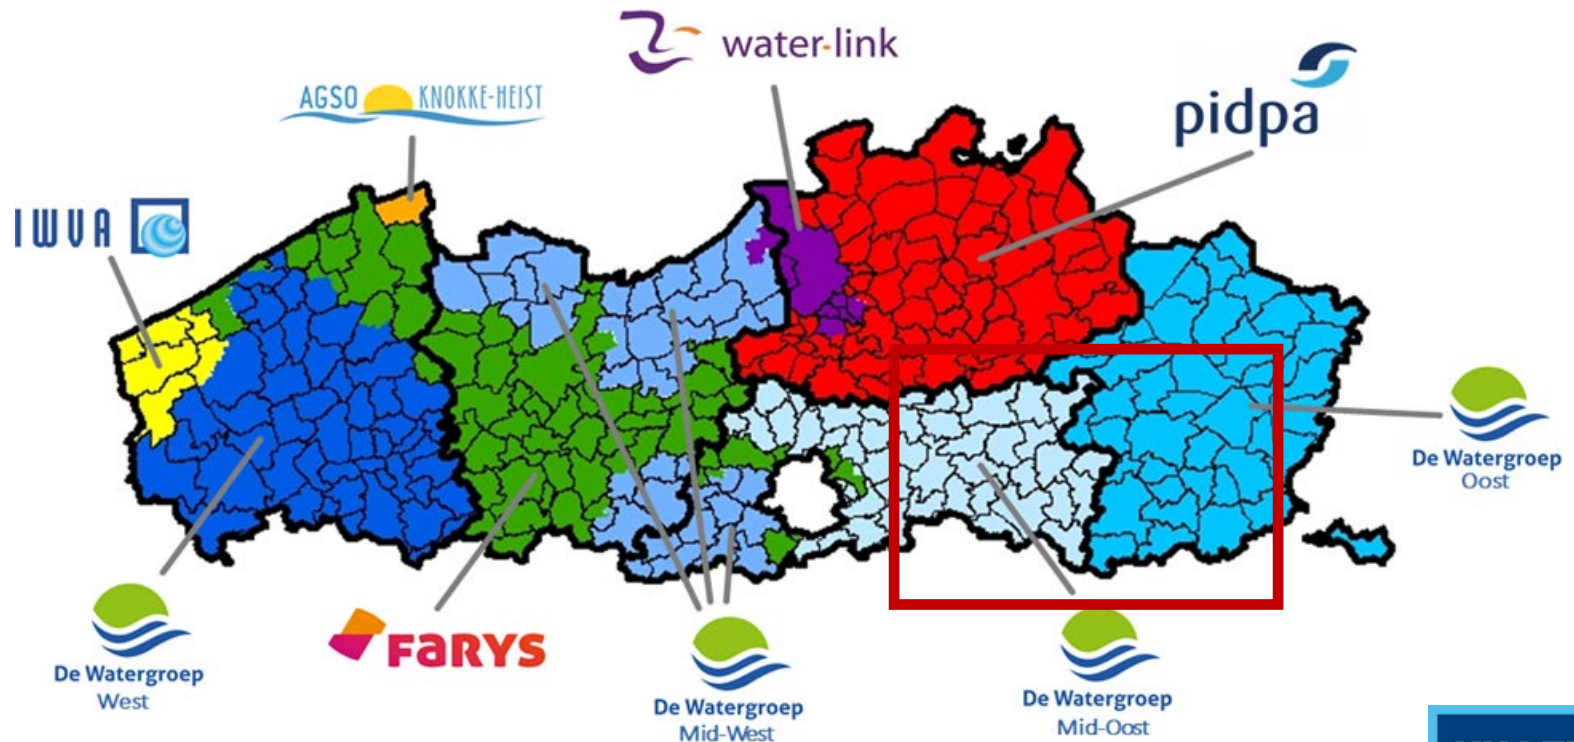 water-link
AGSO KNOKKE-HEIST
pidpa
IWVA
De Watergroep
Oost
FARYS
De Watergroep
West
De Watergroep
Mid-West
De Watergroep
Mid-Oost